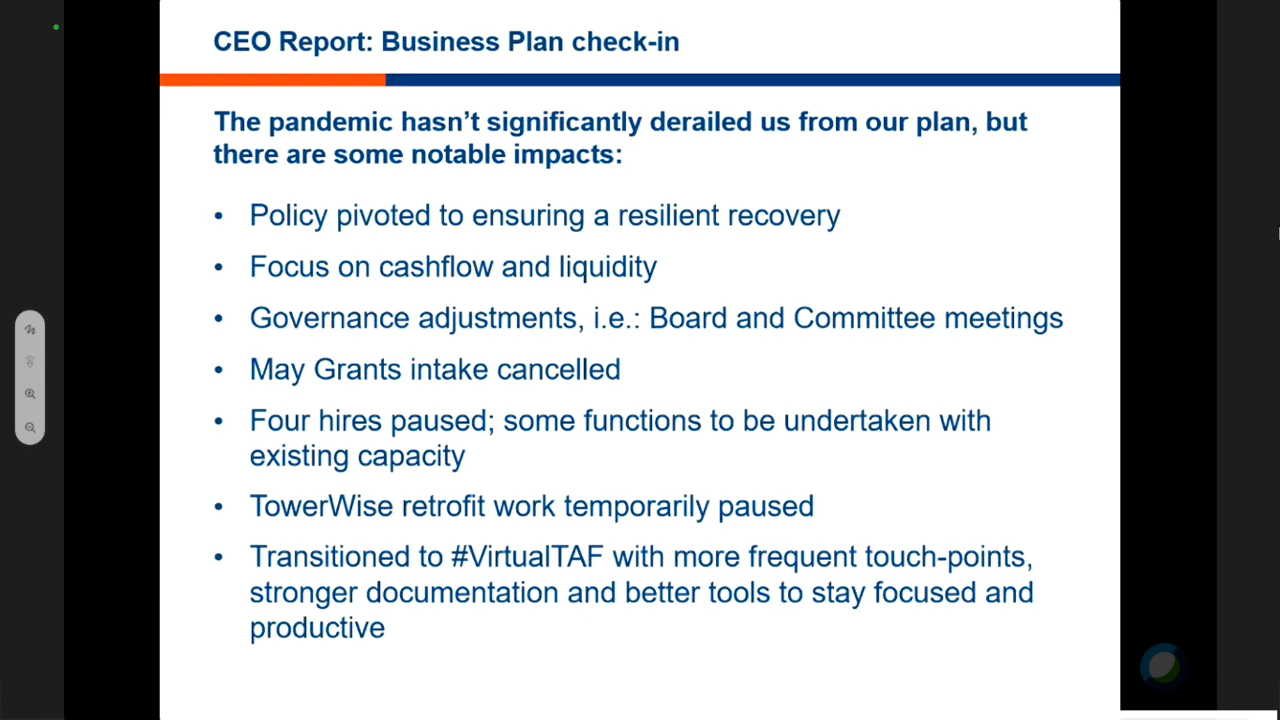 CEO Report: Business Plan check-in
The pandemic hasn't significantly derailed us from our plan, but
there are some notable impacts:
• Policy pivoted to ensuring a resilient recovery
• Focus on cashflow and liquidity
• Governance adjustments, i.e.: Board and Committee meetings
• May Grants intake cancelled
• Four hires paused; some functions to be undertaken with
existing capacity
• TowerWise retrofit work temporarily paused
• Transitioned to #VirtualTAF with more frequent touch-points,
stronger documentation and better tools to stay focused and
productive